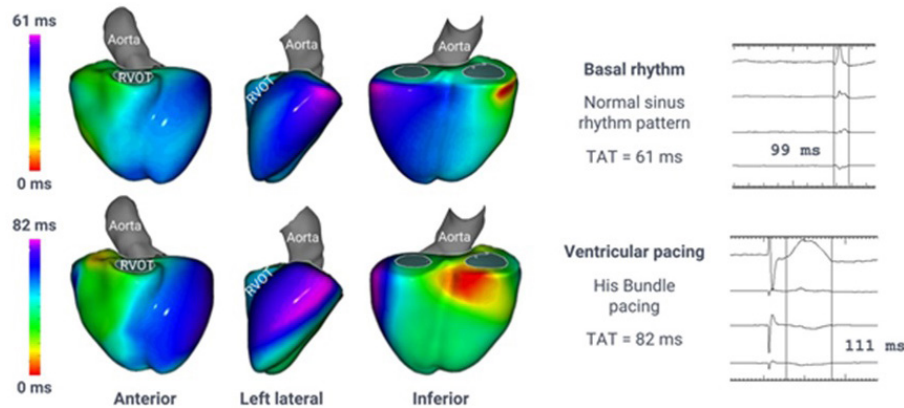 61 ms
0 ms
Aorta
RVOT
Aorta
RVOT
Aorta
Basal rhythm
Normal sinus
rhythm pattern
TAT = 61 ms
99 ms
82 ms
0 ms
Aorta
RVOT
Aorta
RVOT
Aorta
Ventricular pacing
His Bundle
pacing
TAT = 82 ms
111 ms
Anterior
Left lateral
Inferior